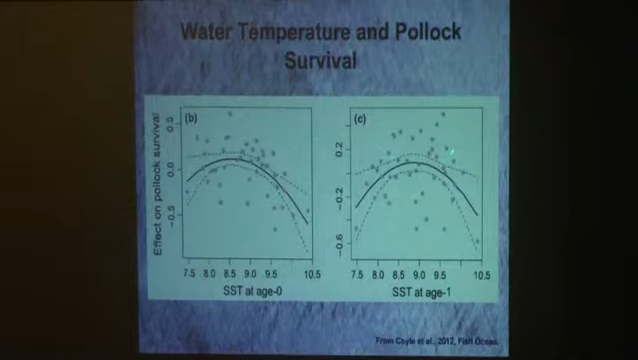 Water Temperature and Pollock
Survival
Effect on pollock survival
(b)
0.5
0.0
-0.5
7.5 8.0 8.5 9.0 9.5 10.5
SST at age-0
(c)
0.2
-0.2
-0.6
7.5 8.0 8.5 9.0 9.5 10.5
SST at age-1
From Coyle et al., 2012, Fish Ocean.